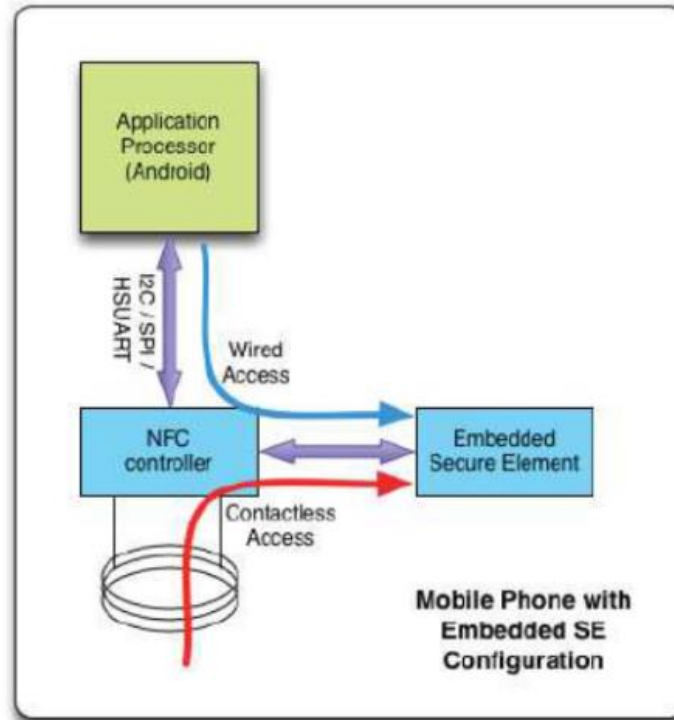 Application
Processor
(Android)
I2C / SPI /
HSUART
Wired
Access
NFC
controller
Embedded
Secure Element
Contactless
Access
Mobile Phone with
Embedded SE
Configuration